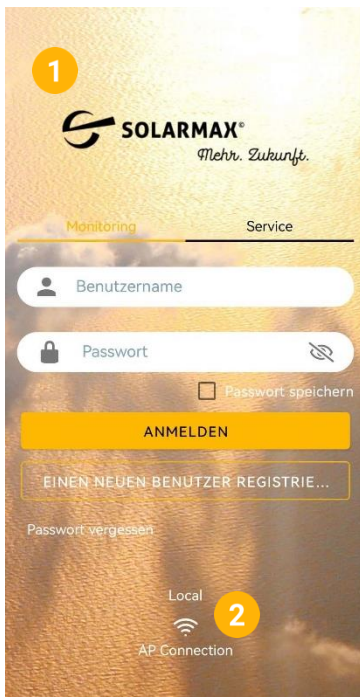 1
SOLARMAX®
Mehr. Zukunft.
Monitoring Service
Benutzername
Passwort
Passwort speichern
ANMELDEN
EINEN NEUEN BENUTZER REGISTRIE...
Passwort vergessen
Local
2
AP Connection